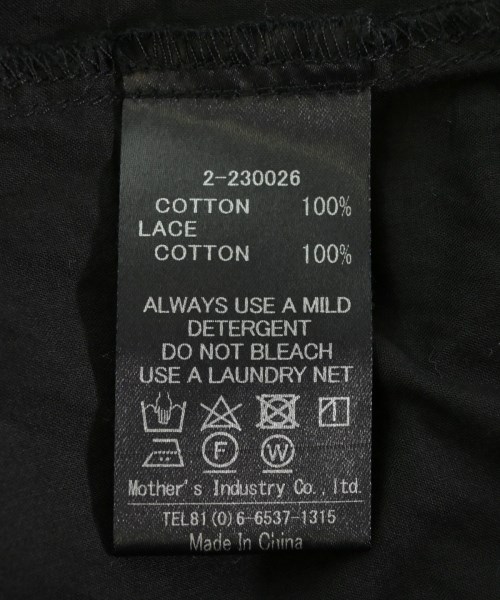 2-230026
COTTON 100%
LACE
COTTON 100%
ALWAYS USE A MILD
DETERGENT
DO NOT BLEACH
USE A LAUNDRY NET
F W
Mother's Industry Co., ltd.
TEL81(0)6-6537-1315
Made In China